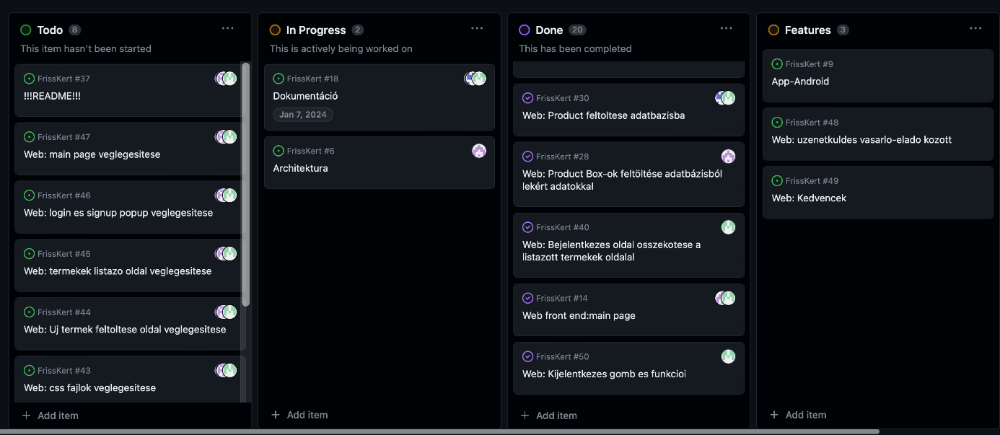 Todo 8
This item hasn't been started
FrissKert #37
!!!README!!!
FrissKert #47
Web: main page veglegesitese
FrissKert #46
Web: login es signup popup veglegesitese
FrissKert #45
Web: termekek listazo oldal veglegesitese
FrissKert #44
Web: Uj termek feltoltese oldal veglegesitese
FrissKert #43
Web: css fajlok veglegesitese
+ Add item
In Progress 2
This is actively being worked on
FrissKert #18
Dokumentáció
Jan 7, 2024
FrissKert #6
Architektura
+ Add item
Done 20
This has been completed
FrissKert #30
Web: Product feltoltese adatbazisba
FrissKert #28
Web: Product Box-ok feltöltése adatbázisból
lekért adatokkal
FrissKert #40
Web: Bejelentkezes oldal osszekotese a
listazott termekek oldalal
FrissKert #14
Web front end:main page
FrissKert #50
Web: Kijelentkezes gomb es funkcioi
+ Add item
Features 3
FrissKert #9
App-Android
FrissKert #48
Web: uzenetkuldes vasarlo-elado kozott
FrissKert #49
Web: Kedvencek
+ Add item